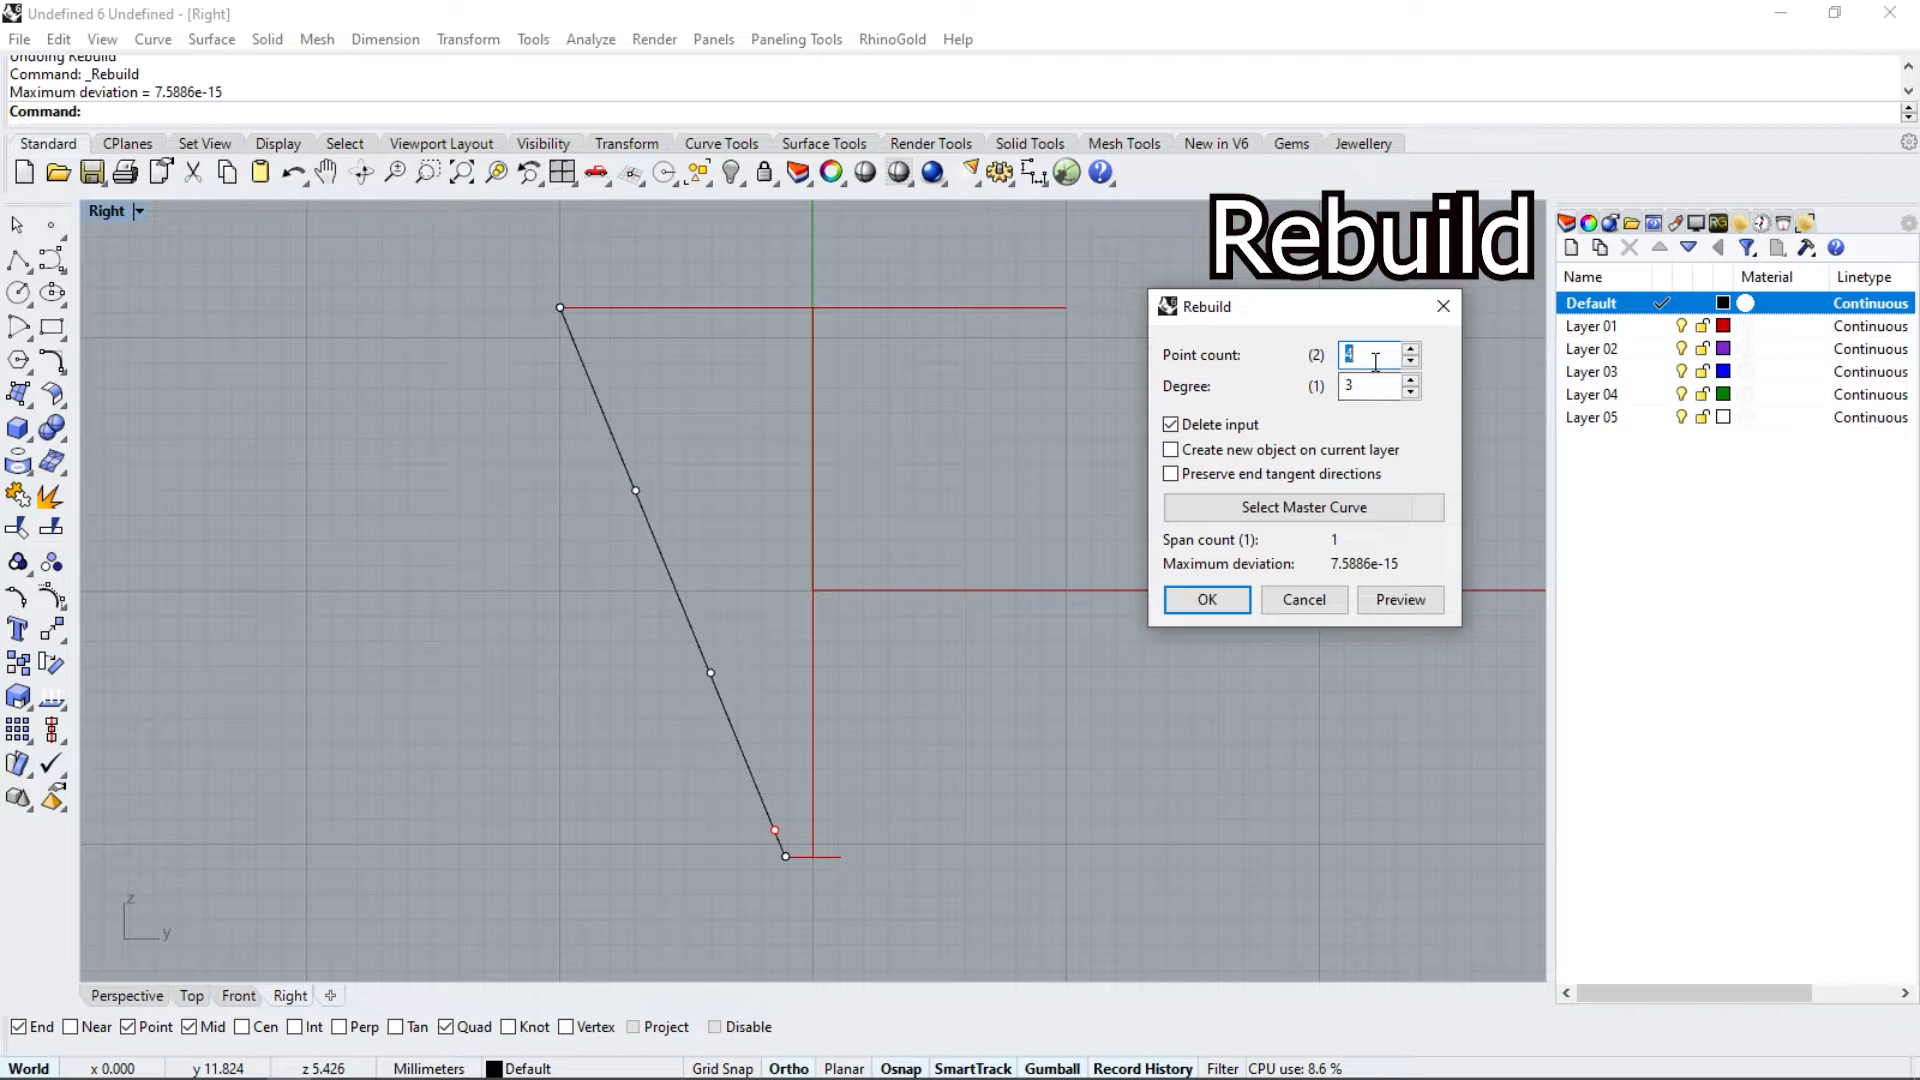 Undefined 6 Undefined - [Right]
File Edit View Curve Surface Solid Mesh Dimension Transform Tools Analyze Render Panels Paneling Tools RhinoGold Help
Undoing Rebuild
Command: _Rebuild
Maximum deviation = 7.5886e-15
Command:
Standard CPlanes Set View Display Select Viewport Layout Visibility Transform Curve Tools Surface Tools Render Tools Solid Tools Mesh Tools New in V6 Gems Jewellery
Right
Rebuild
Rebuild
Point count: (2) 4
Degree: (1) 3
Delete input
Create new object on current layer
Preserve end tangent directions
Select Master Curve
Span count (1): 1
Maximum deviation: 7.5886e-15
OK Cancel Preview
Name Material Linetype
Default Continuous
Layer 01 Continuous
Layer 02 Continuous
Layer 03 Continuous
Layer 04 Continuous
Layer 05 Continuous
z
y
Perspective Top Front Right
End Near Point Mid Cen Int Perp Tan Quad Knot Vertex Project Disable
World x 0.000 y 11.824 z 5.426 Millimeters Default Grid Snap Ortho Planar Osnap SmartTrack Gumball Record History Filter CPU use: 8.6 %